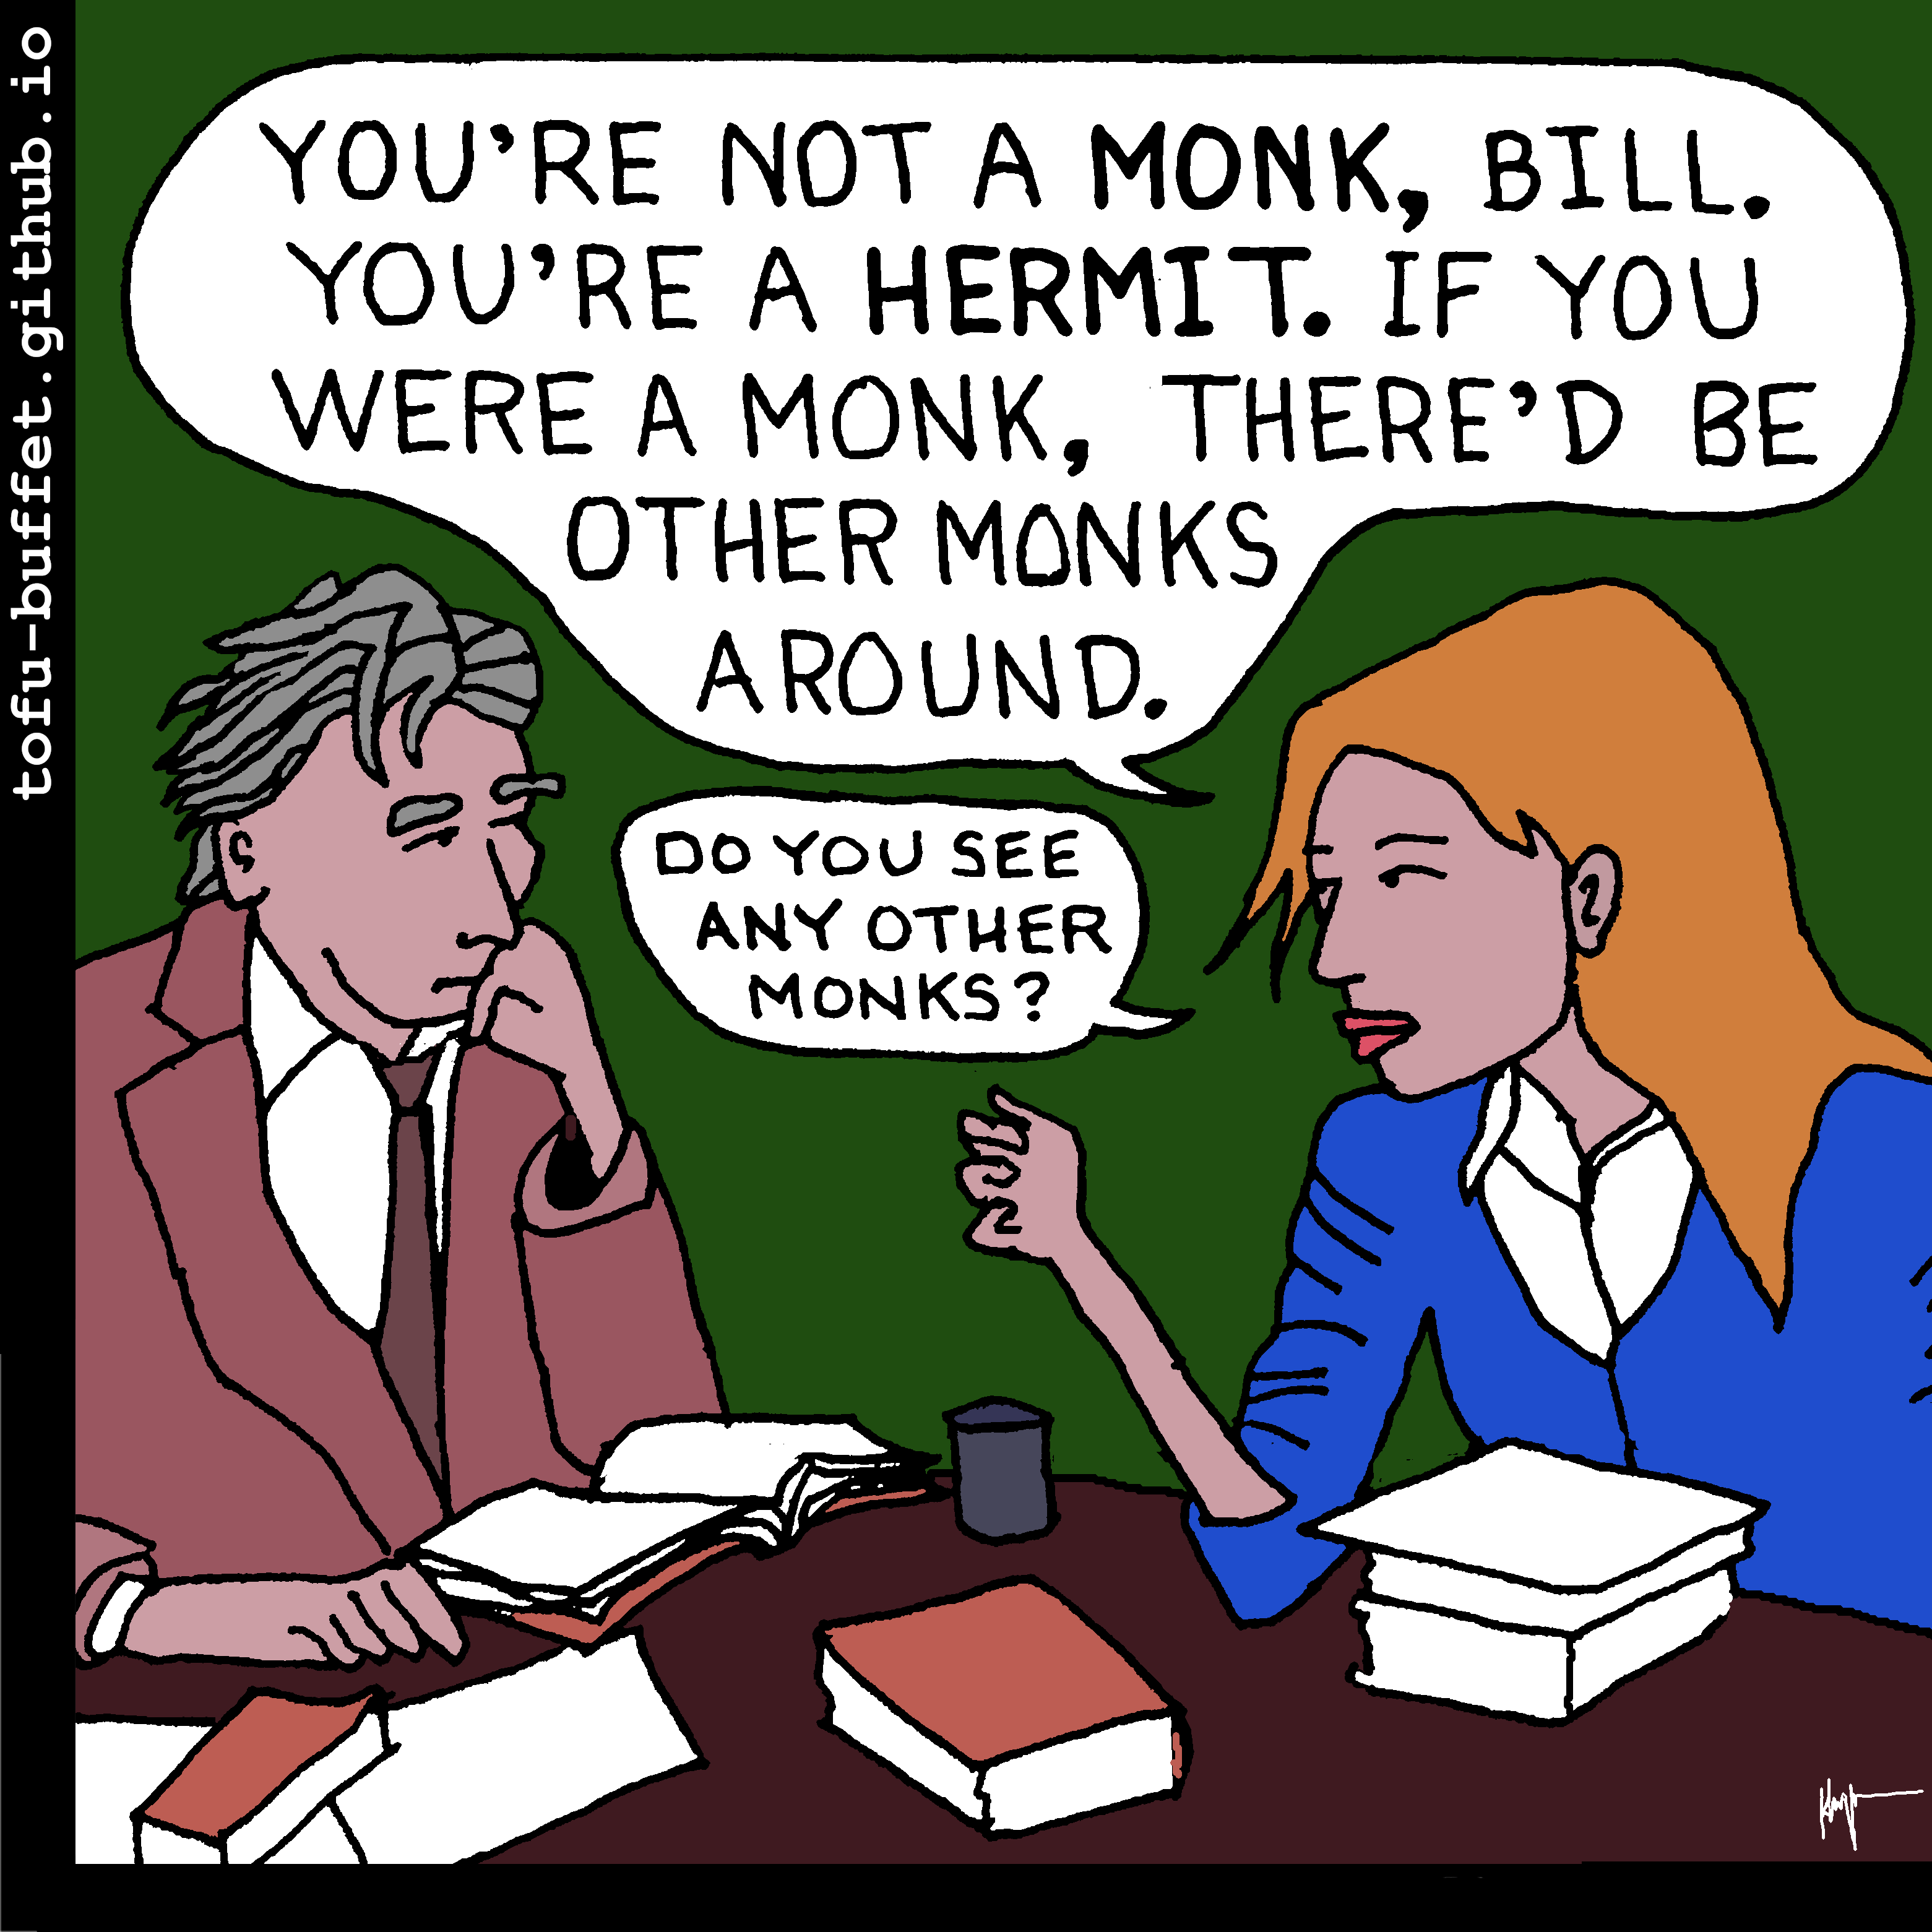 tofu-buffet.github.io
YOU'RE NOT A MONK, BILL.
YOU'RE A HERMIT. IF YOU
WERE A MONK, THERE'D BE
OTHER MONKS
AROUND.
DO YOU SEE
ANY OTHER
MONKS?